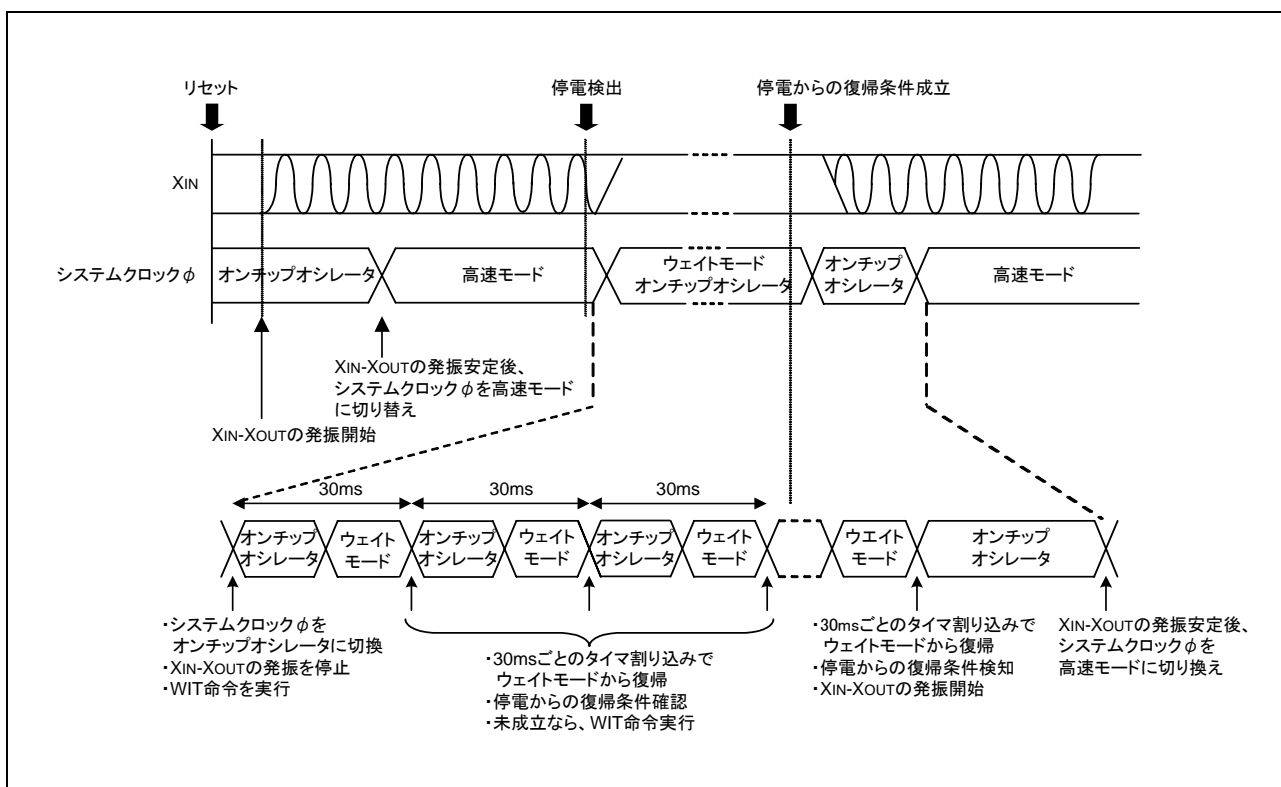 リセット
停電検出
停電からの復帰条件成立
XIN
システムクロックφ
オンチップオシレータ
高速モード
ウェイトモード
オンチップオシレータ
オンチップ
オシレータ
高速モード
XIN-XOUTの発振安定後、
システムクロックφを高速モード
に切り替え
XIN-XOUTの発振開始
30ms
30ms
30ms
オンチップ
オシレータ
ウェイト
モード
オンチップ
オシレータ
ウェイト
モード
オンチップ
オシレータ
ウェイト
モード
ウエイト
モード
オンチップ
オシレータ
・システムクロックφを
オンチップオシレータに切換
・XIN-XOUTの発振を停止
・WIT命令を実行
・30msごとのタイマ割り込みで
ウェイトモードから復帰
・停電からの復帰条件確認
・未成立なら、WIT命令実行
・30msごとのタイマ割り込みで
ウェイトモードから復帰
・停電からの復帰条件検知
・XIN-XOUTの発振開始
XIN-XOUTの発振安定後、
システムクロックφを
高速モードに切り換え